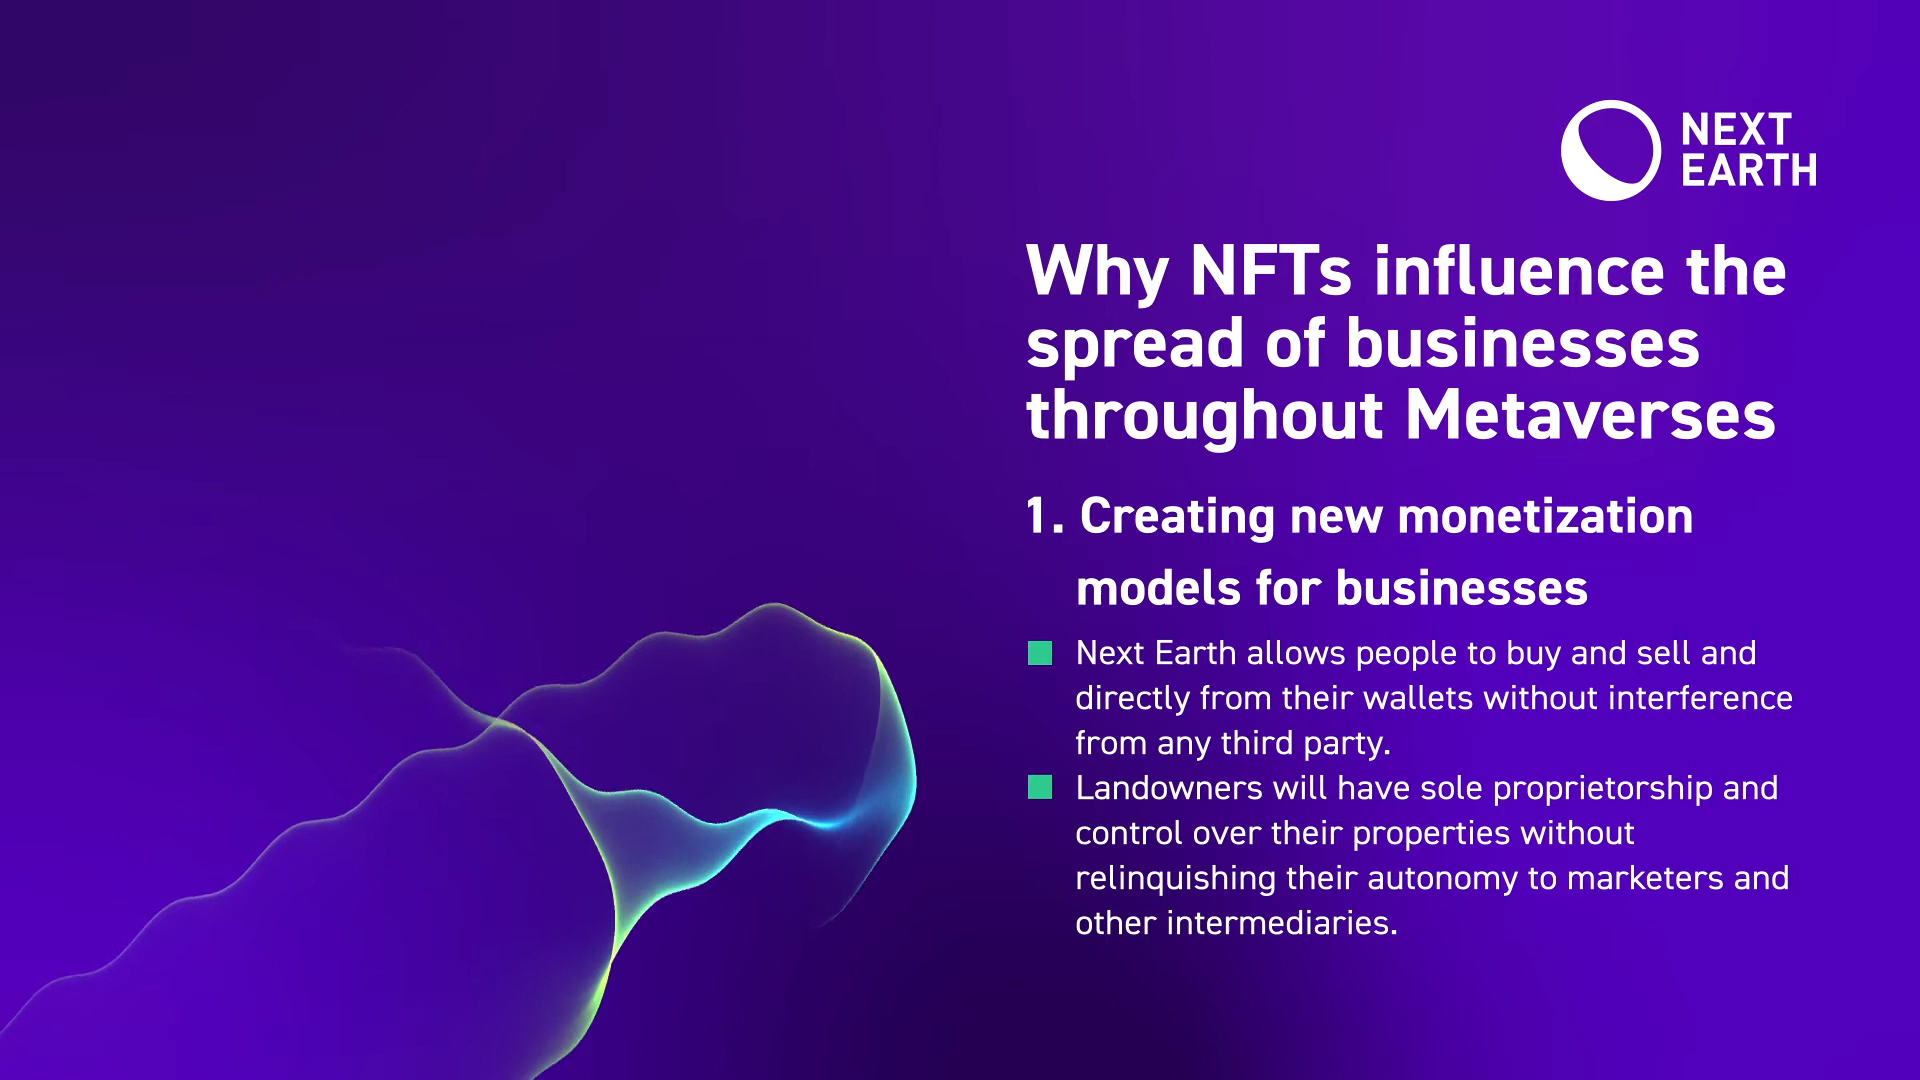 NEXT
EARTH
Why NFTs influence the
spread of businesses
throughout Metaverses
1. Creating new monetization
models for businesses
Next Earth allows people to buy and sell and
directly from their wallets without interference
from any third party.
Landowners will have sole proprietorship and
control over their properties without
relinquishing their autonomy to marketers and
other intermediaries.